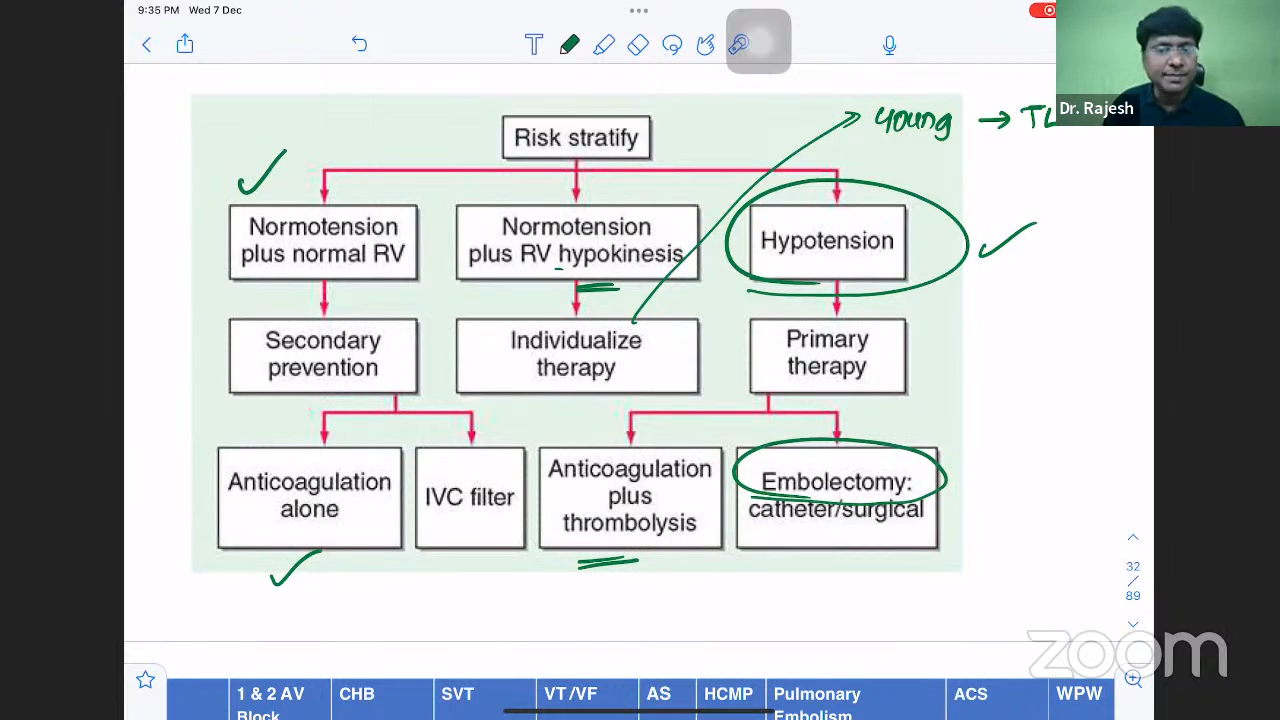 9:35 PM Wed 7 Dec
Dr. Rajesh
young → TL
Risk stratify
Normotension
plus normal RV
Normotension
plus RV hypokinesis
Hypotension
Secondary
prevention
Individualize
therapy
Primary
therapy
Anticoagulation
alone
IVC filter
Anticoagulation
plus
thrombolysis
Embolectomy:
catheter/surgical
32
/
89
zoom
1 & 2 AV
Block
CHB
SVT
VT /VF
AS
HCMP
Pulmonary
Embolism
ACS
WPW